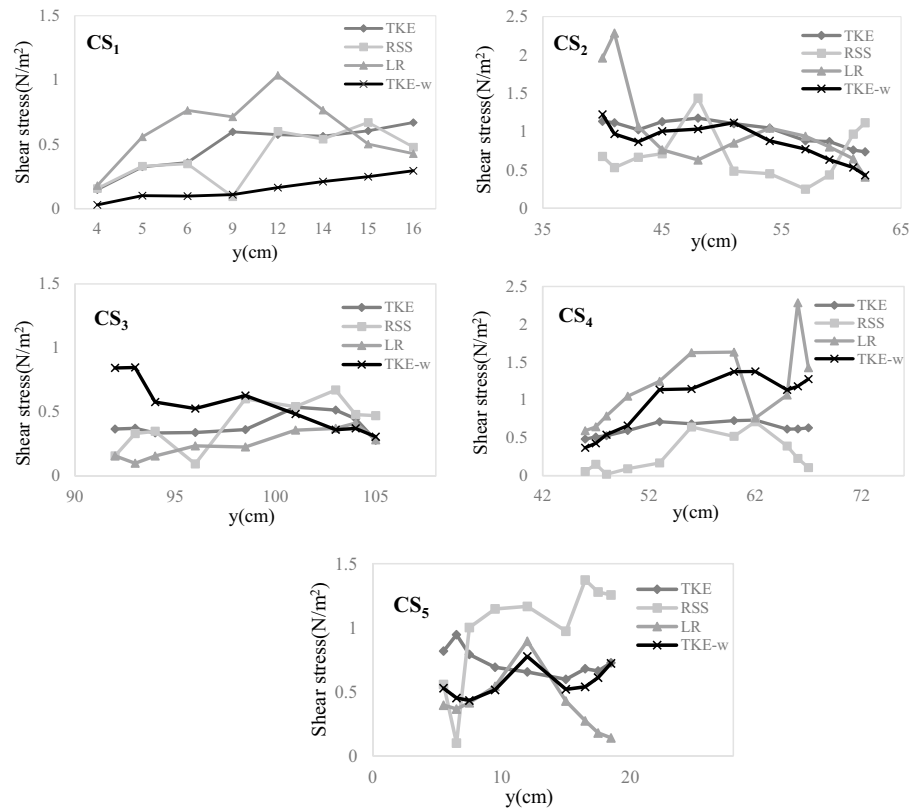 CS1
Shear stress(N/m²)
1.5
1
0.5
0
4 5 6 9 12 14 15 16
y(cm)
TKE
RSS
LR
TKE-w
CS2
Shear stress(N/m²)
2.5
2
1.5
1
0.5
0
35 45 55 65
y(cm)
TKE
RSS
LR
TKE-w
CS3
Shear stress(N/m²)
1.5
1
0.5
0
90 95 100 105
y(cm)
TKE
RSS
LR
TKE-w
CS4
Shear stress(N/m²)
2.5
2
1.5
1
0.5
0
42 52 62 72
y(cm)
TKE
RSS
LR
TKE-w
CS5
Shear stress(N/m²)
1.5
1
0.5
0
0 10 20
y(cm)
TKE
RSS
LR
TKE-w